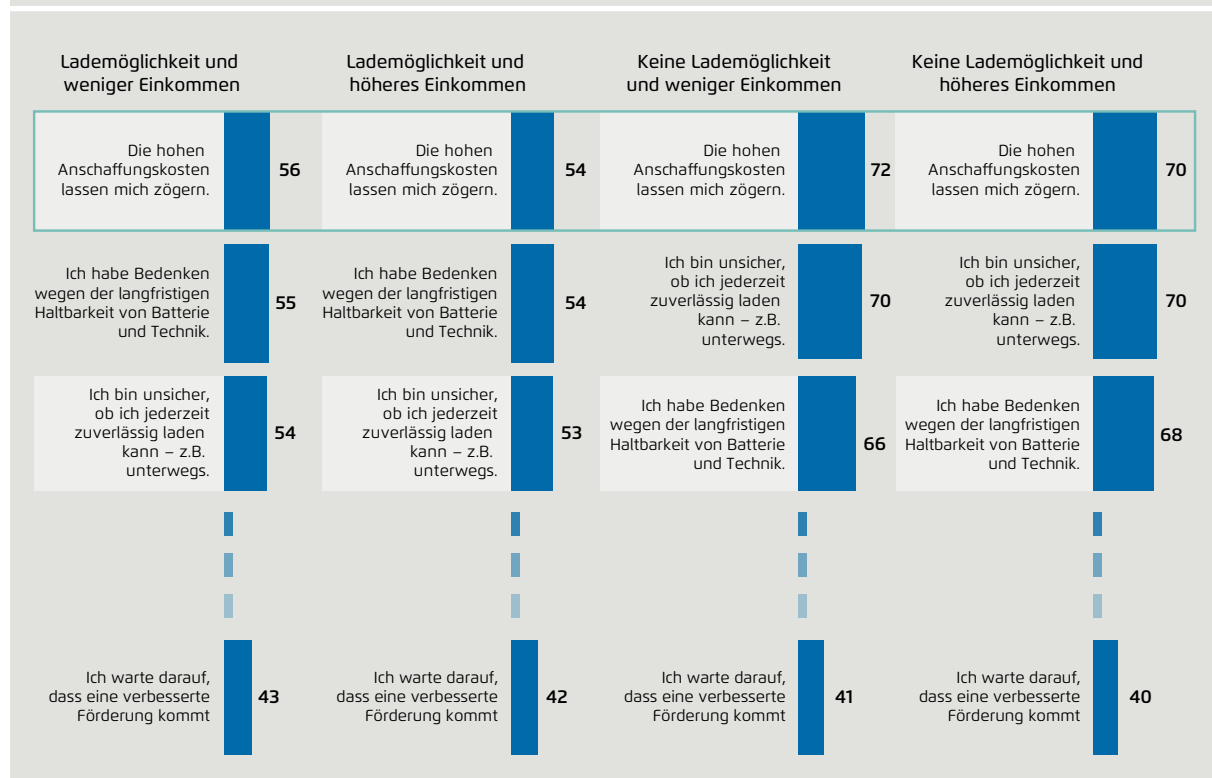 Lademöglichkeit und
weniger Einkommen
Lademöglichkeit und
höheres Einkommen
Keine Lademöglichkeit
und weniger Einkommen
Keine Lademöglichkeit und
höheres Einkommen
Die hohen
Anschaffungskosten
lassen mich zögern.
56
Die hohen
Anschaffungskosten
lassen mich zögern.
54
Die hohen
Anschaffungskosten
lassen mich zögern.
72
Die hohen
Anschaffungskosten
lassen mich zögern.
70
Ich habe Bedenken
wegen der langfristigen
Haltbarkeit von Batterie
und Technik.
55
Ich habe Bedenken
wegen der langfristigen
Haltbarkeit von Batterie
und Technik.
54
Ich bin unsicher,
ob ich jederzeit
zuverlässig laden
kann – z.B.
unterwegs.
70
Ich bin unsicher,
ob ich jederzeit
zuverlässig laden
kann – z.B.
unterwegs.
70
Ich bin unsicher,
ob ich jederzeit
zuverlässig laden
kann – z.B.
unterwegs.
54
Ich bin unsicher,
ob ich jederzeit
zuverlässig laden
kann – z.B.
unterwegs.
53
Ich habe Bedenken
wegen der langfristigen
Haltbarkeit von Batterie
und Technik.
66
Ich habe Bedenken
wegen der langfristigen
Haltbarkeit von Batterie
und Technik.
68
Ich warte darauf,
dass eine verbesserte
Förderung kommt
43
Ich warte darauf,
dass eine verbesserte
Förderung kommt
42
Ich warte darauf,
dass eine verbesserte
Förderung kommt
41
Ich warte darauf,
dass eine verbesserte
Förderung kommt
40